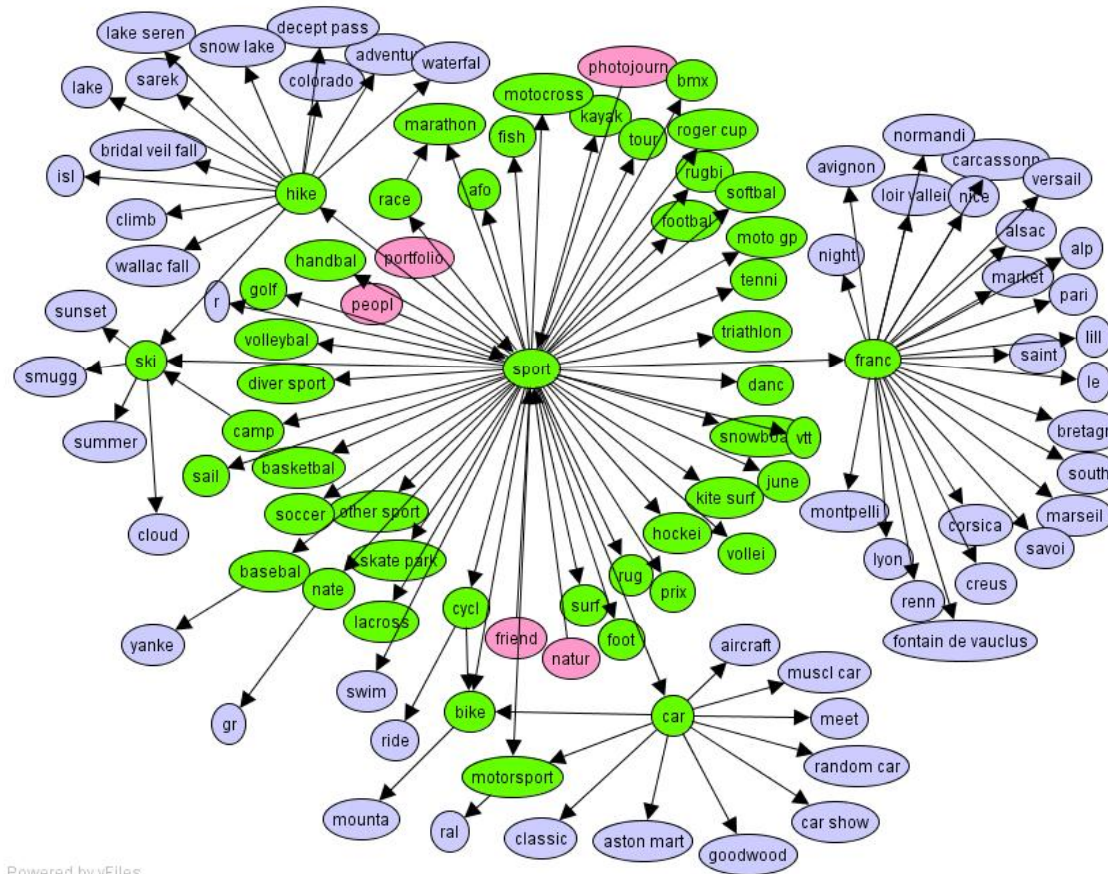 decept pass
lake seren
snow lake
adventu
waterfal
photojourn
bmx
sarek
colorado
lake
motocross
kayak
marathon
fish
tour
roger cup
normandi
carcassonn
bridal veil fall
avignon
versail
isl
hike
race
afo
rugbi
softbal
loir vallei
nice
climb
footbal
alsac
wallac fall
handbal
portfolio
moto gp
night
market
alp
r
golf
peopl
tenni
pari
sunset
volleybal
triathlon
lill
ski
sport
franc
saint
smugg
diver sport
danc
le
summer
camp
snowboa
vtt
bretagn
sail
basketbal
june
south
cloud
soccer
other sport
kite surf
montpelli
corsica
marseil
hockei
vollei
savoi
basebal
nate
skate park
lyon
creus
rug
prix
renn
lacross
cycl
surf
yanke
friend
natur
foot
fontain de vauclus
aircraft
swim
muscl car
gr
ride
bike
car
meet
motorsport
random car
mounta
ral
classic
aston mart
car show
goodwood
Powered by yFiles